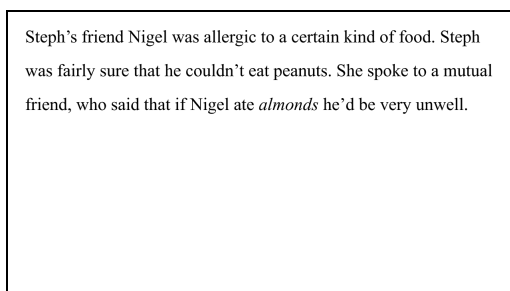 Steph’s friend Nigel was allergic to a certain kind of food. Steph
was fairly sure that he couldn’t eat peanuts. She spoke to a mutual
friend, who said that if Nigel ate almonds he’d be very unwell.